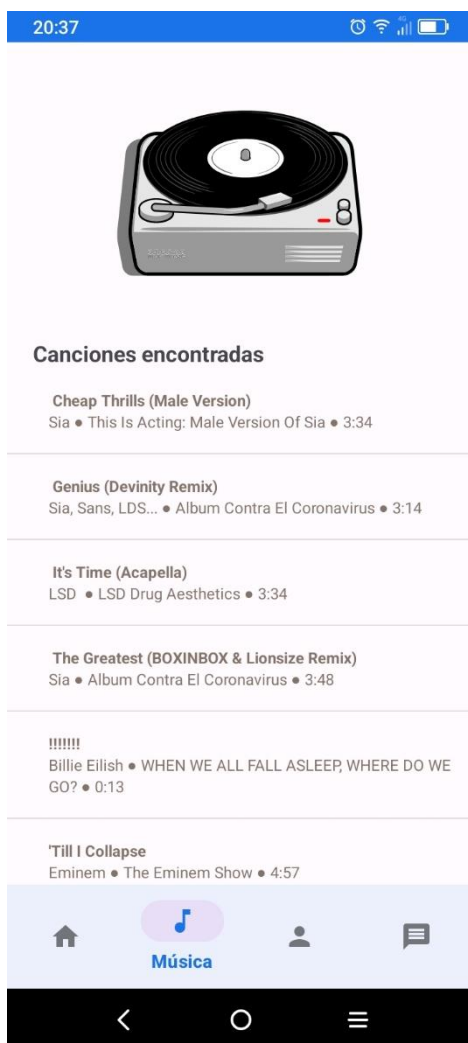 20:37
4G
Canciones encontradas
Cheap Thrills (Male Version)
Sia ● This Is Acting: Male Version Of Sia ● 3:34
Genius (Devinity Remix)
Sia, Sans, LDS... ● Album Contra El Coronavirus ● 3:14
It's Time (Acapella)
LSD ● LSD Drug Aesthetics ● 3:34
The Greatest (BOXINBOX & Lionsize Remix)
Sia ● Album Contra El Coronavirus ● 3:48
!!!!!!!
Billie Eilish ● WHEN WE ALL FALL ASLEEP, WHERE DO WE
GO? ● 0:13
'Till I Collapse
Eminem ● The Eminem Show ● 4:57
Música